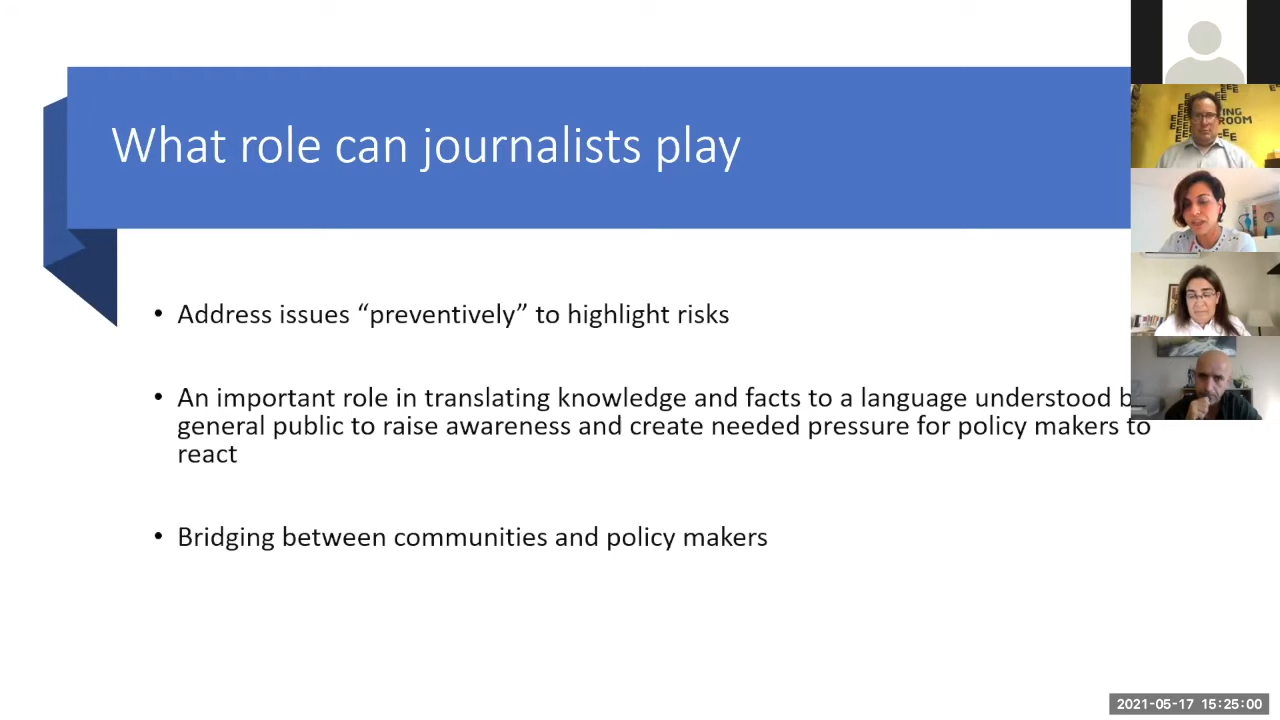 What role can journalists play
• Address issues “preventively” to highlight risks
• An important role in translating knowledge and facts to a language understood
general public to raise awareness and create needed pressure for policy makers to
react
• Bridging between communities and policy makers
ROOM
2021-05-17 15:25:00